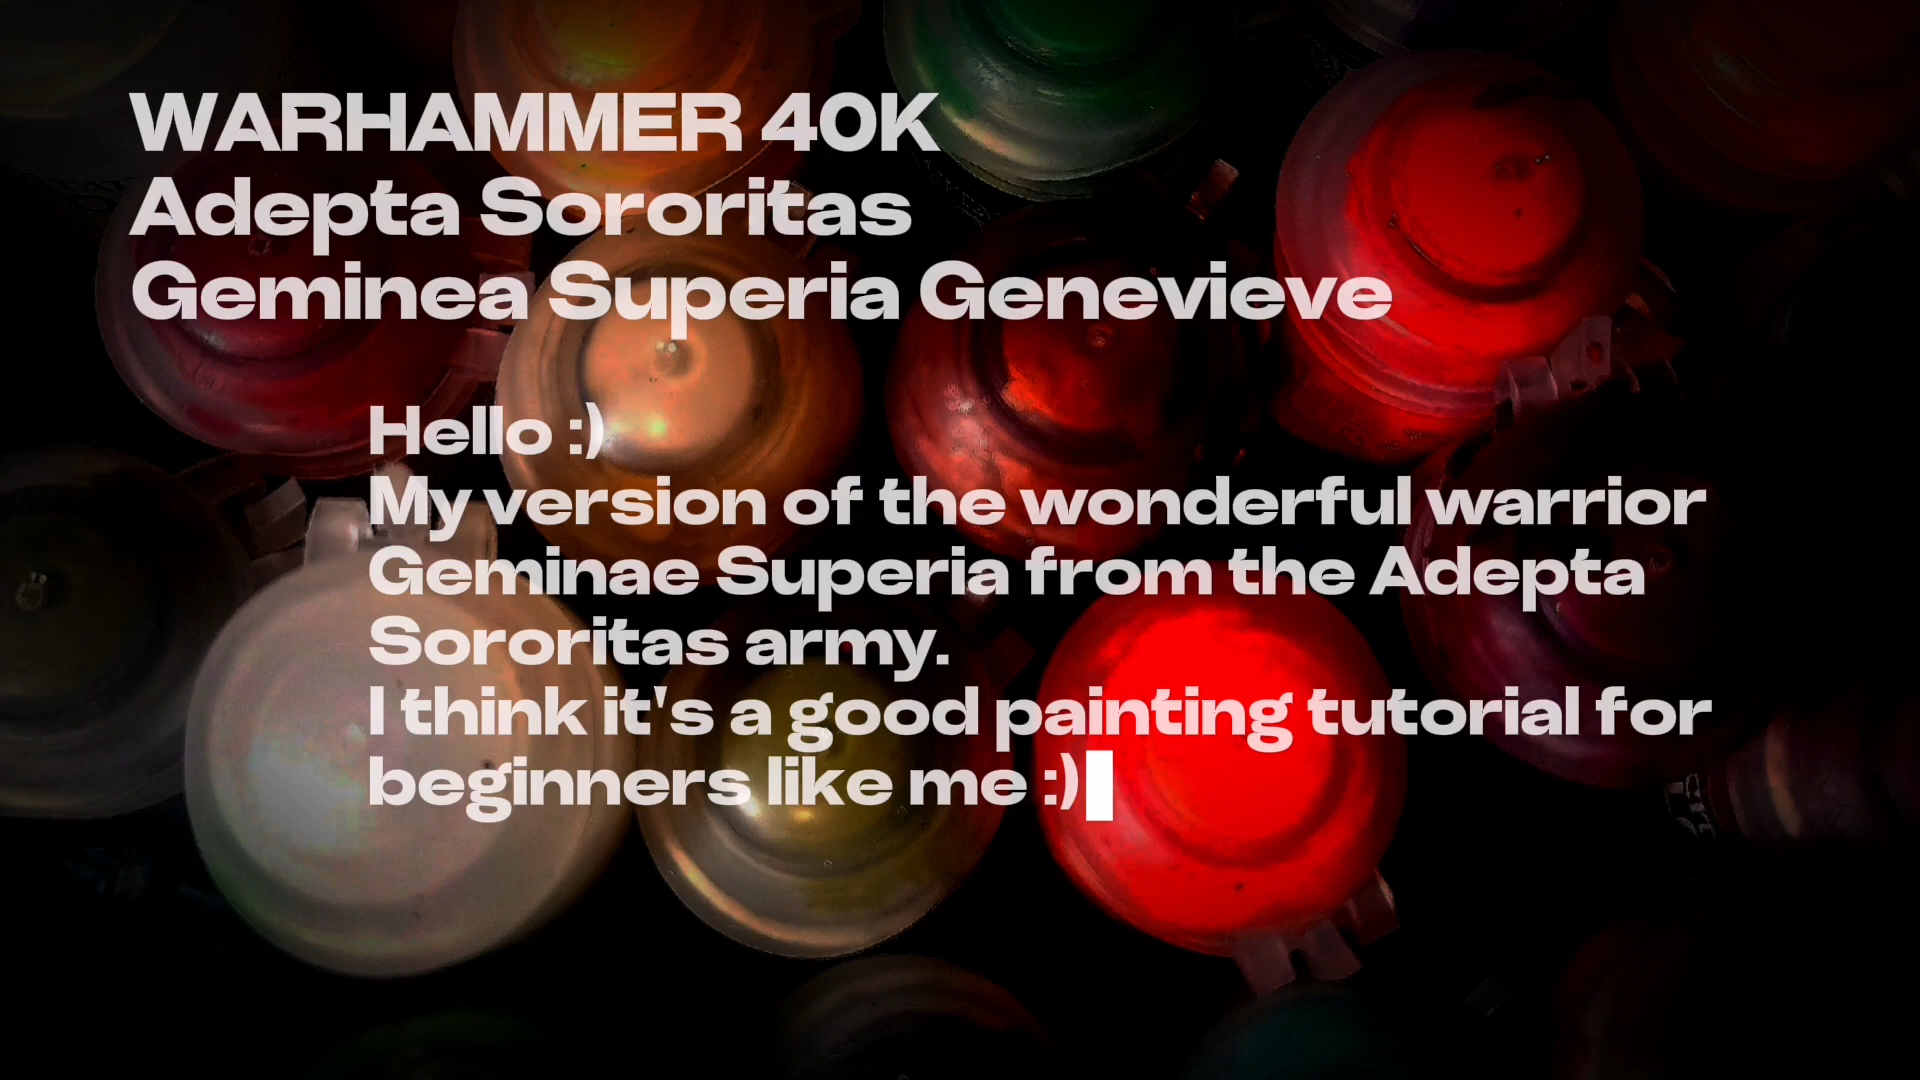 WARHAMMER 40K
Adepta Sororitas
Geminea Superia Genevieve
Hello :)
My version of the wonderful warrior
Geminae Superia from the Adepta
Sororitas army.
I think it's a good painting tutorial for
beginners like me :)